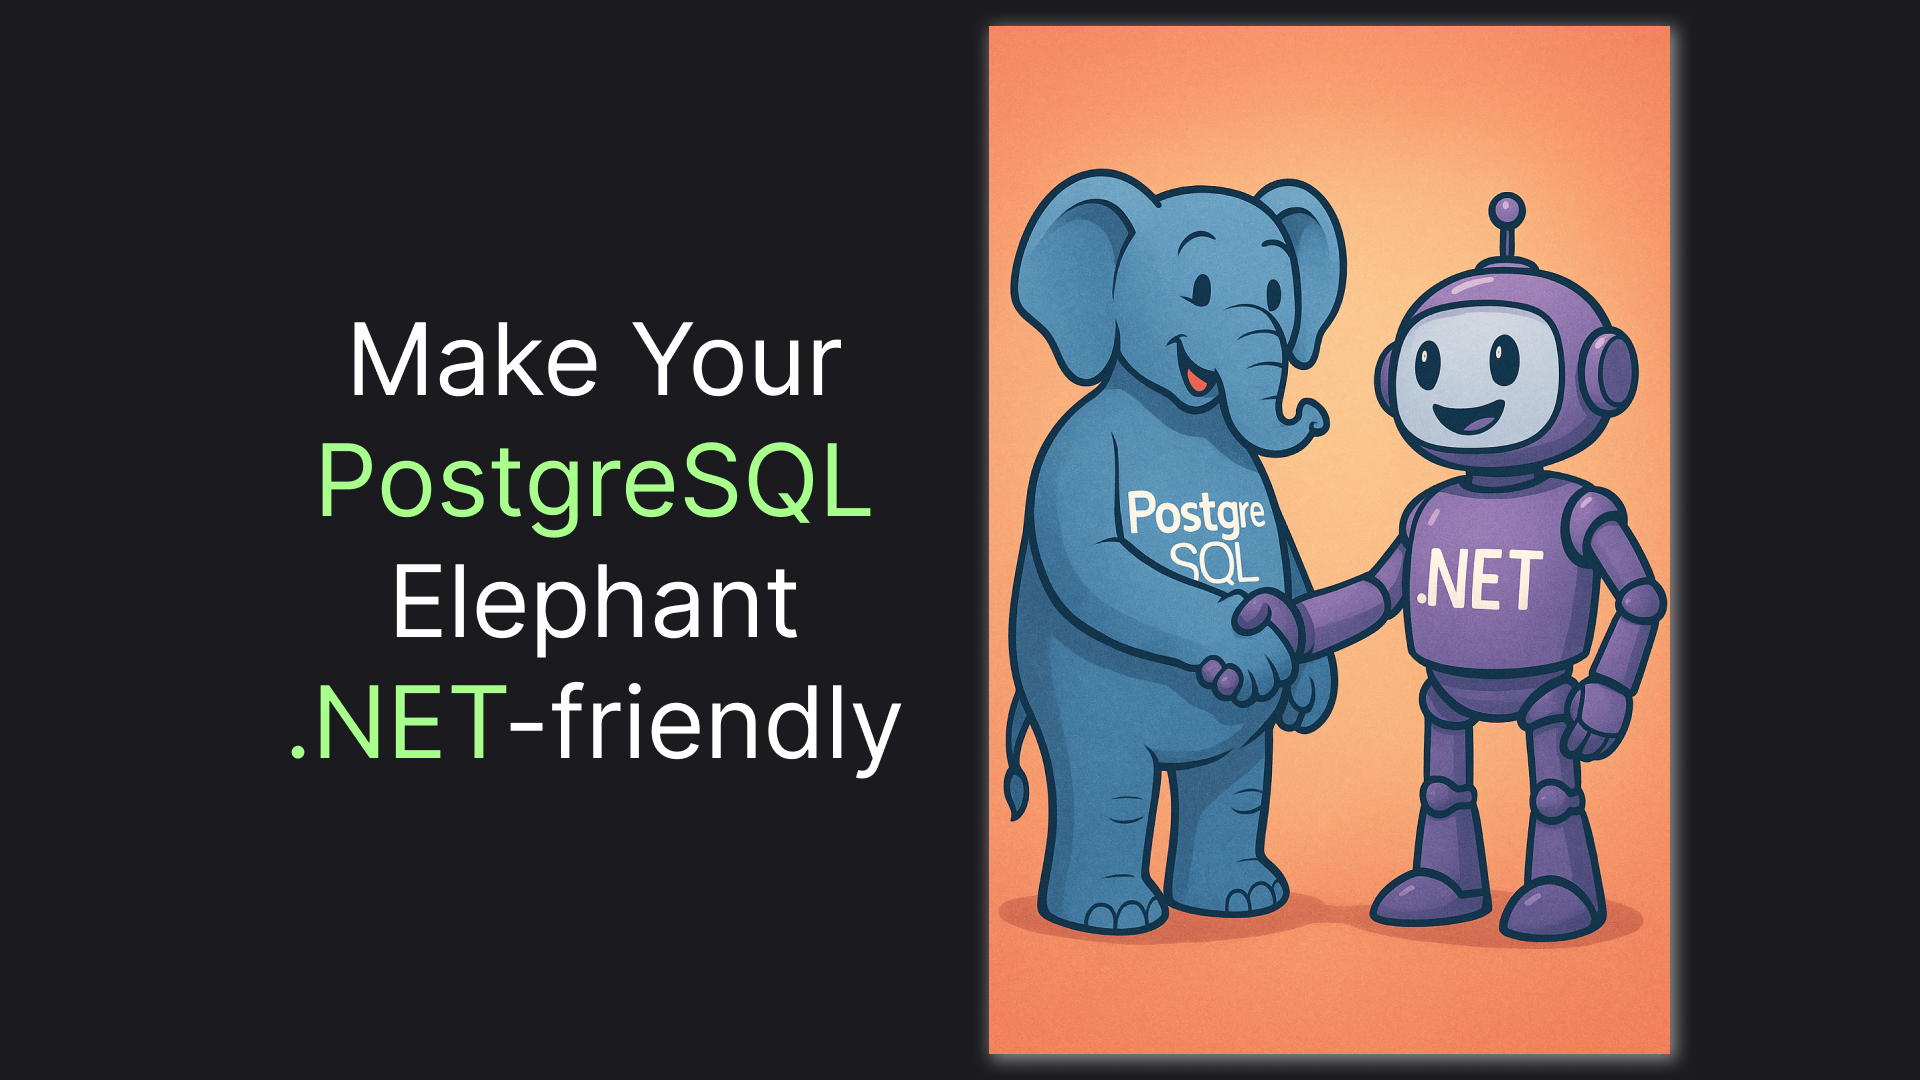 Make Your
PostgreSQL
Elephant
.NET-friendly
Postgre
SQL
.NET